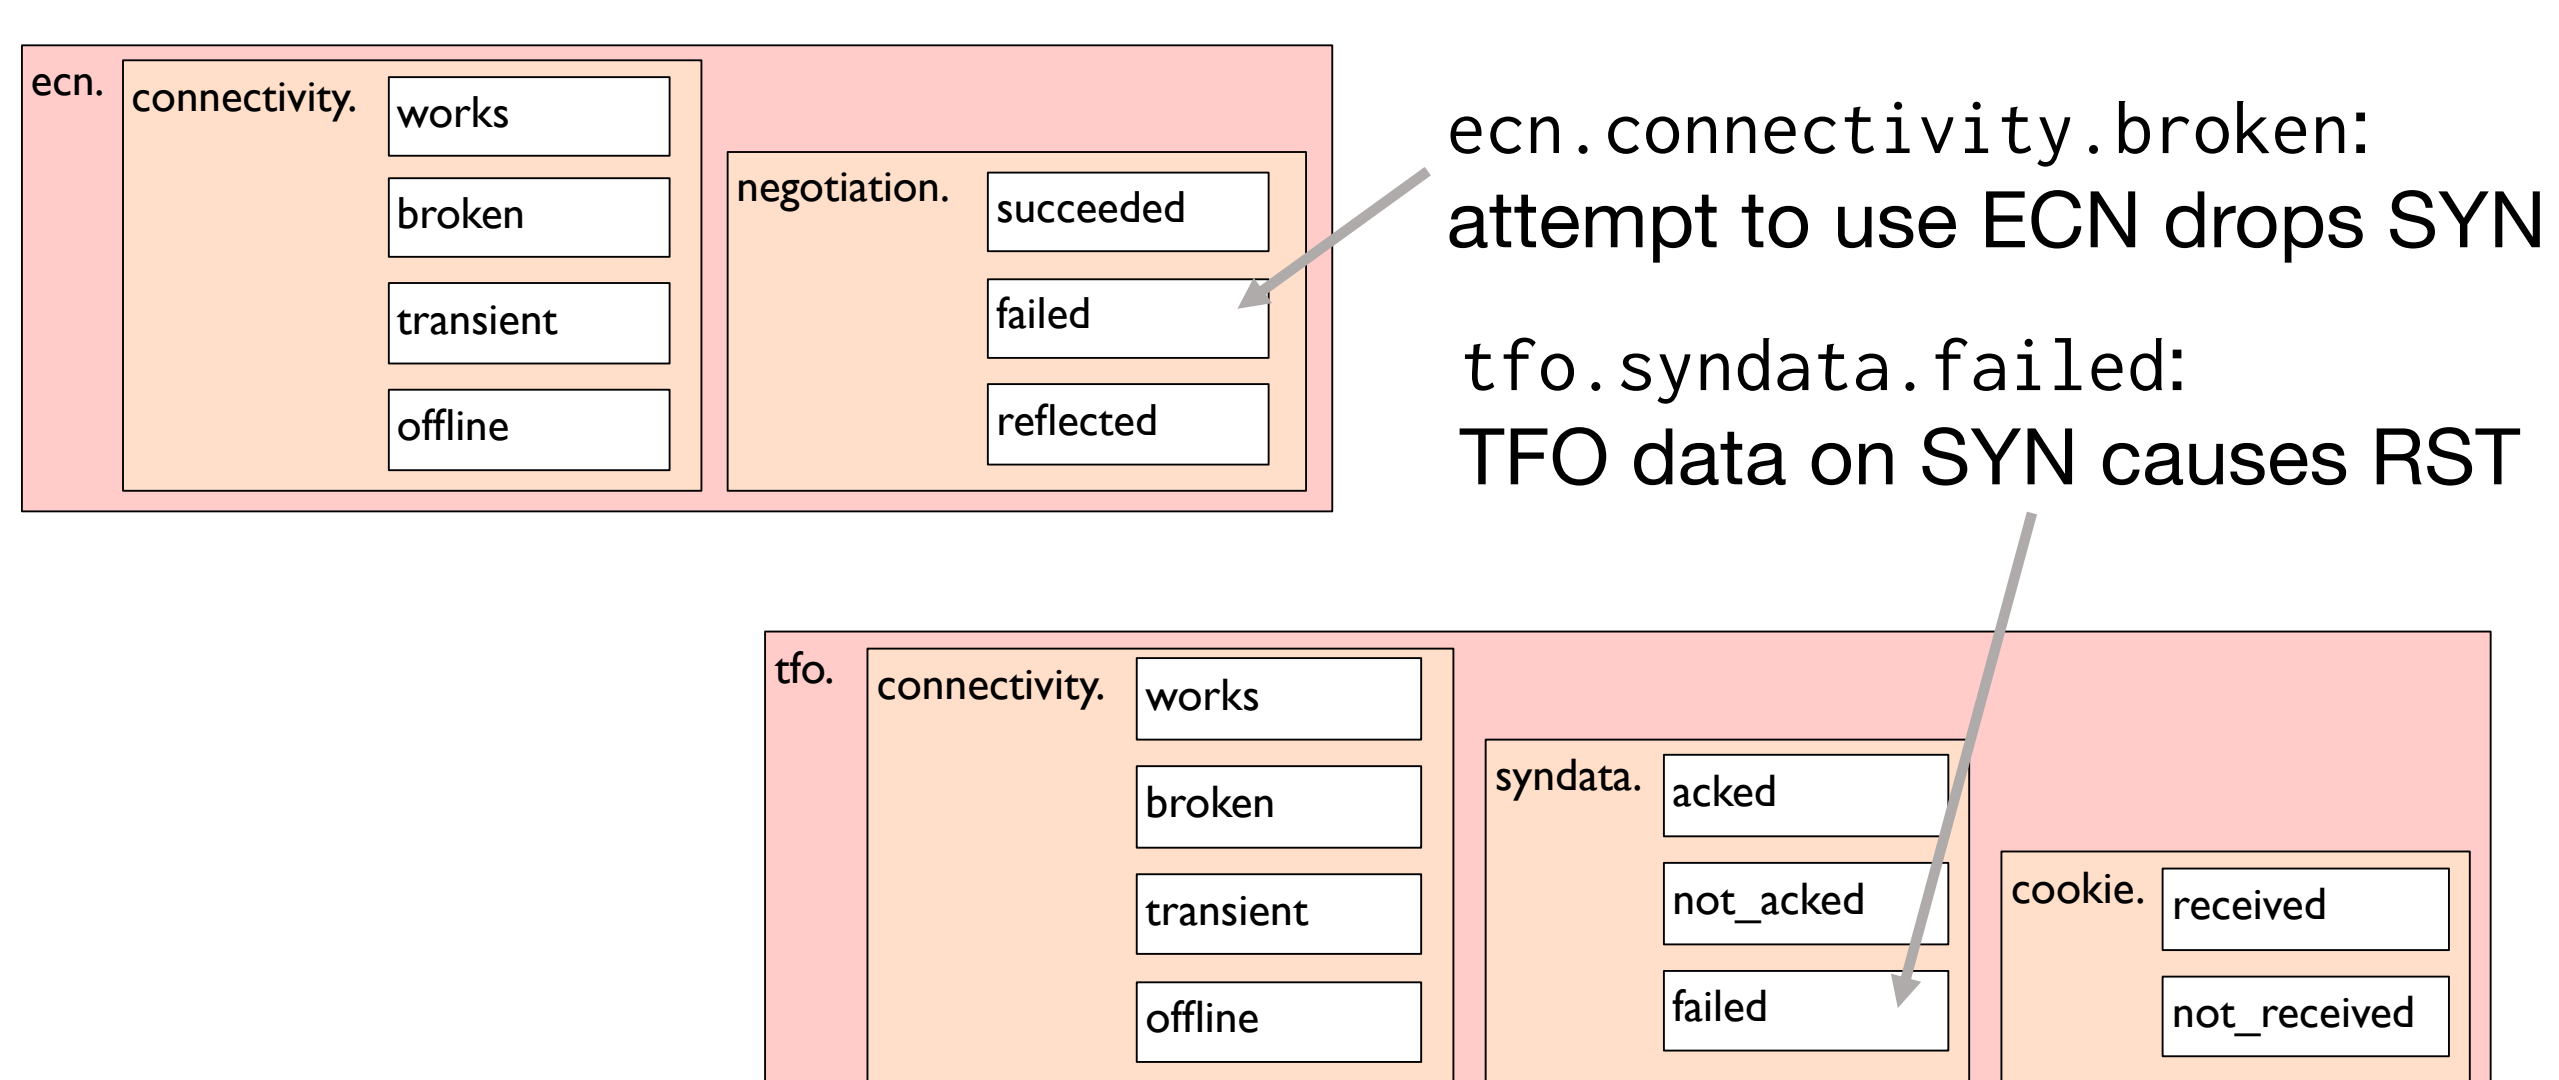 ecn.
connectivity.
works
broken
transient
offline
negotiation.
succeeded
failed
reflected
ecn.connectivity.broken:
attempt to use ECN drops SYN
tfo.syndata.failed:
TFO data on SYN causes RST
tfo.
connectivity.
works
broken
transient
offline
syndata.
acked
not_acked
failed
cookie.
received
not_received